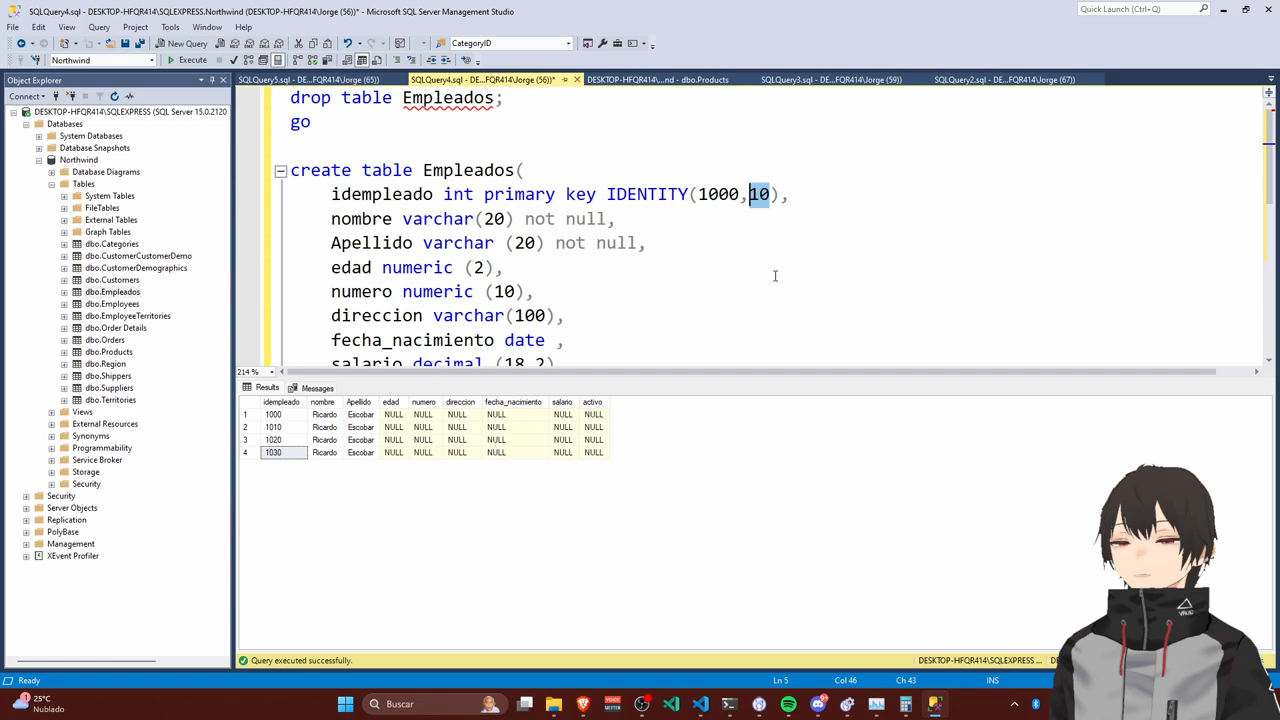 SQLQuery4.sql - DESKTOP-HFQR414\SQLEXPRESS.Northwind (DESKTOP-HFQR414\Jorge (56))* - Microsoft SQL Server Management Studio
Quick Launch (Ctrl+Q)
File Edit View Query Project Tools Window Help
New Query CategoryID
Northwind Execute
Object Explorer
SQLQuery5.sql - DE...FQR414\Jorge (65)) SQLQuery4.sql - DE...FQR414\Jorge (56))* DESKTOP-HFQR414\...nd - dbo.Products SQLQuery3.sql - DE...FQR414\Jorge (59)) SQLQuery2.sql - DE...FQR414\Jorge (67))
Connect
DESKTOP-HFQR414\SQLEXPRESS (SQL Server 15.0.2120
Databases
System Databases
Database Snapshots
Northwind
Database Diagrams
Tables
System Tables
FileTables
External Tables
Graph Tables
dbo.Categories
dbo.CustomerCustomerDemo
dbo.CustomerDemographics
dbo.Customers
dbo.Empleados
dbo.Employees
dbo.EmployeeTerritories
dbo.Order Details
dbo.Orders
dbo.Products
dbo.Region
dbo.Shippers
dbo.Suppliers
dbo.Territories
Views
External Resources
Synonyms
Programmability
Service Broker
Storage
Security
Security
Server Objects
Replication
PolyBase
Management
XEvent Profiler
drop table Empleados;
go
create table Empleados(
idempleado int primary key IDENTITY(1000,10),
nombre varchar(20) not null,
Apellido varchar (20) not null,
edad numeric (2),
numero numeric (10),
direccion varchar(100),
fecha_nacimiento date ,
salario decimal (18,2)
214 %
Results Messages
idempleado nombre Apellido edad numero direccion fecha_nacimiento salario activo
1 1000 Ricardo Escobar NULL NULL NULL NULL NULL NULL
2 1010 Ricardo Escobar NULL NULL NULL NULL NULL NULL
3 1020 Ricardo Escobar NULL NULL NULL NULL NULL NULL
4 1030 Ricardo Escobar NULL NULL NULL NULL NULL NULL
Query executed successfully. DESKTOP-HFQR414\SQLEXPRESS ... DE
Ready Ln 5 Col 46 Ch 43 INS
25°C
Nublado
Buscar